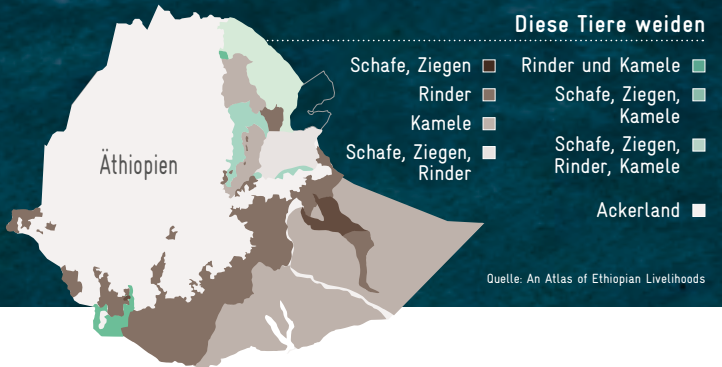 Diese Tiere weiden
Schafe, Ziegen
Rinder
Kamele
Schafe, Ziegen,
Rinder
Rinder und Kamele
Schafe, Ziegen,
Kamele
Schafe, Ziegen,
Rinder, Kamele
Ackerland
Äthiopien
Quelle: An Atlas of Ethiopian Livelihoods